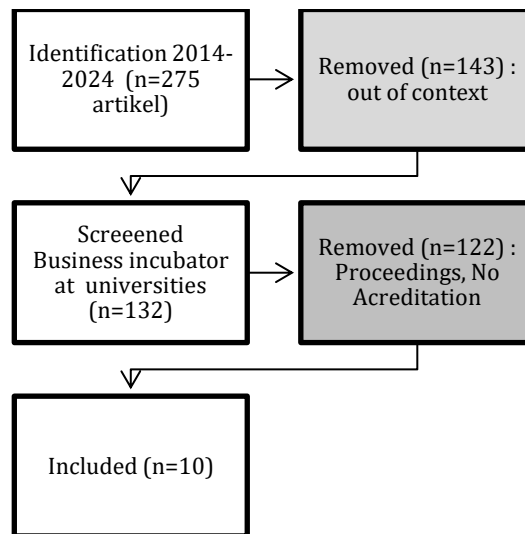 Identification 2014-
2024 (n=275
artikel)
Removed (n=143) :
out of context
Screeened
Business incubator
at universities
(n=132)
Removed (n=122) :
Proceedings, No
Acreditation
Included (n=10)